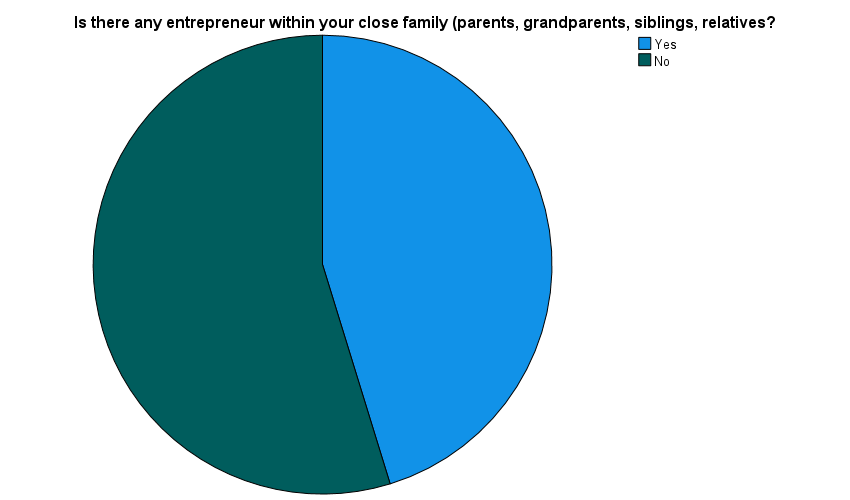 Is there any entrepreneur within your close family (parents, grandparents, siblings, relatives?
Yes
No